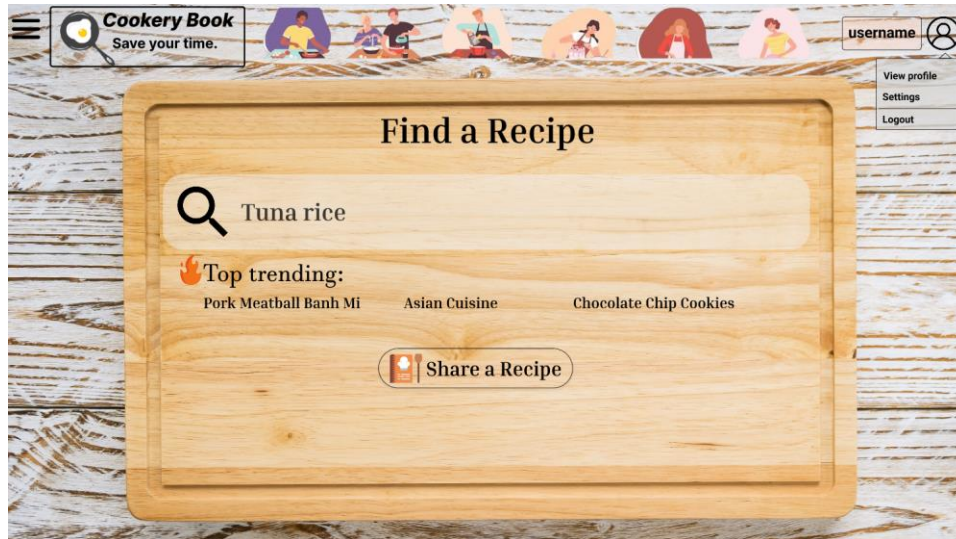 Cookery Book
Save your time.
username
View profile
Settings
Logout
Find a Recipe
Tuna rice
Top trending:
Pork Meatball Banh Mi Asian Cuisine Chocolate Chip Cookies
Share a Recipe